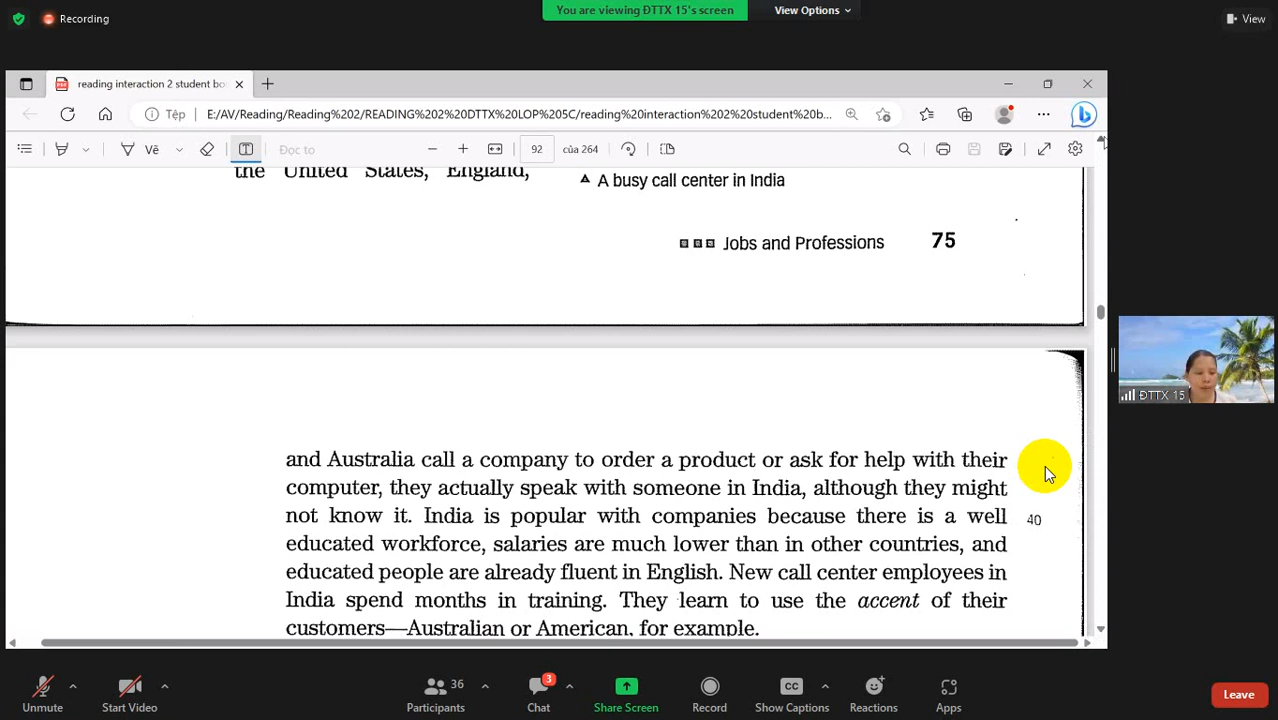 Recording
You are viewing ĐTTX 15's screen
View Options
View
reading interaction 2 student bo
Tệp
E:/AV/Reading/Reading%202/READING%202%20DTTX%20LOP%205C/reading%20interaction%202%20student%20b...
Vẽ
Đọc to
92
của 264
the United States, England,
A busy call center in India
Jobs and Professions 75
and Australia call a company to order a product or ask for help with their
computer, they actually speak with someone in India, although they might
not know it. India is popular with companies because there is a well
40
educated workforce, salaries are much lower than in other countries, and
educated people are already fluent in English. New call center employees in
India spend months in training. They learn to use the accent of their
customers—Australian or American, for example.
ĐTTX 15
Unmute
Start Video
36
Participants
3
Chat
Share Screen
Record
CC
Show Captions
Reactions
Apps
Leave